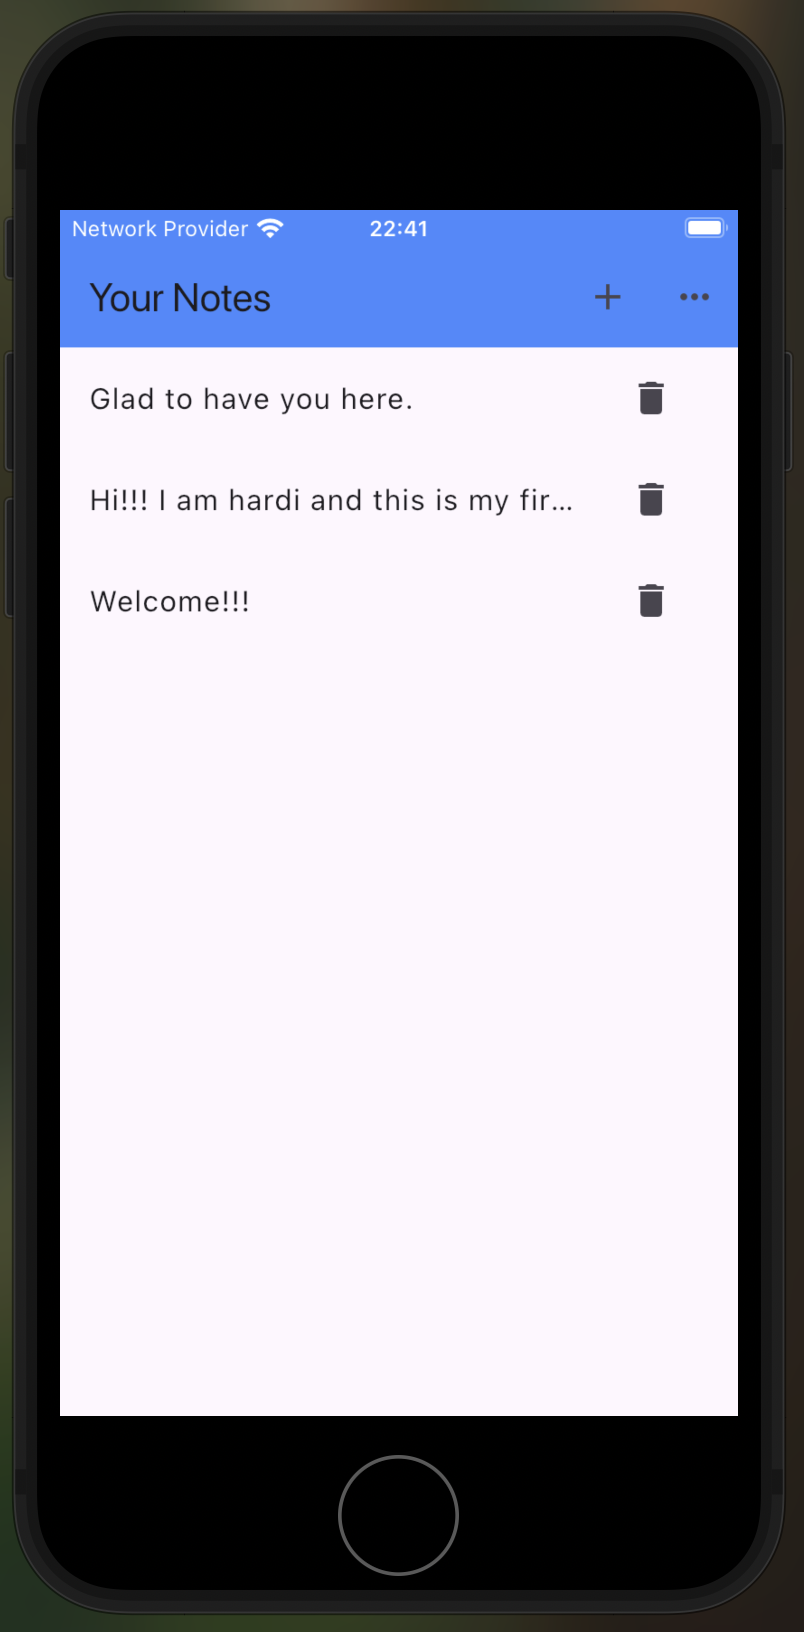 Network Provider 22:41
Your Notes
Glad to have you here.
Hi!!! I am hardi and this is my fir...
Welcome!!!